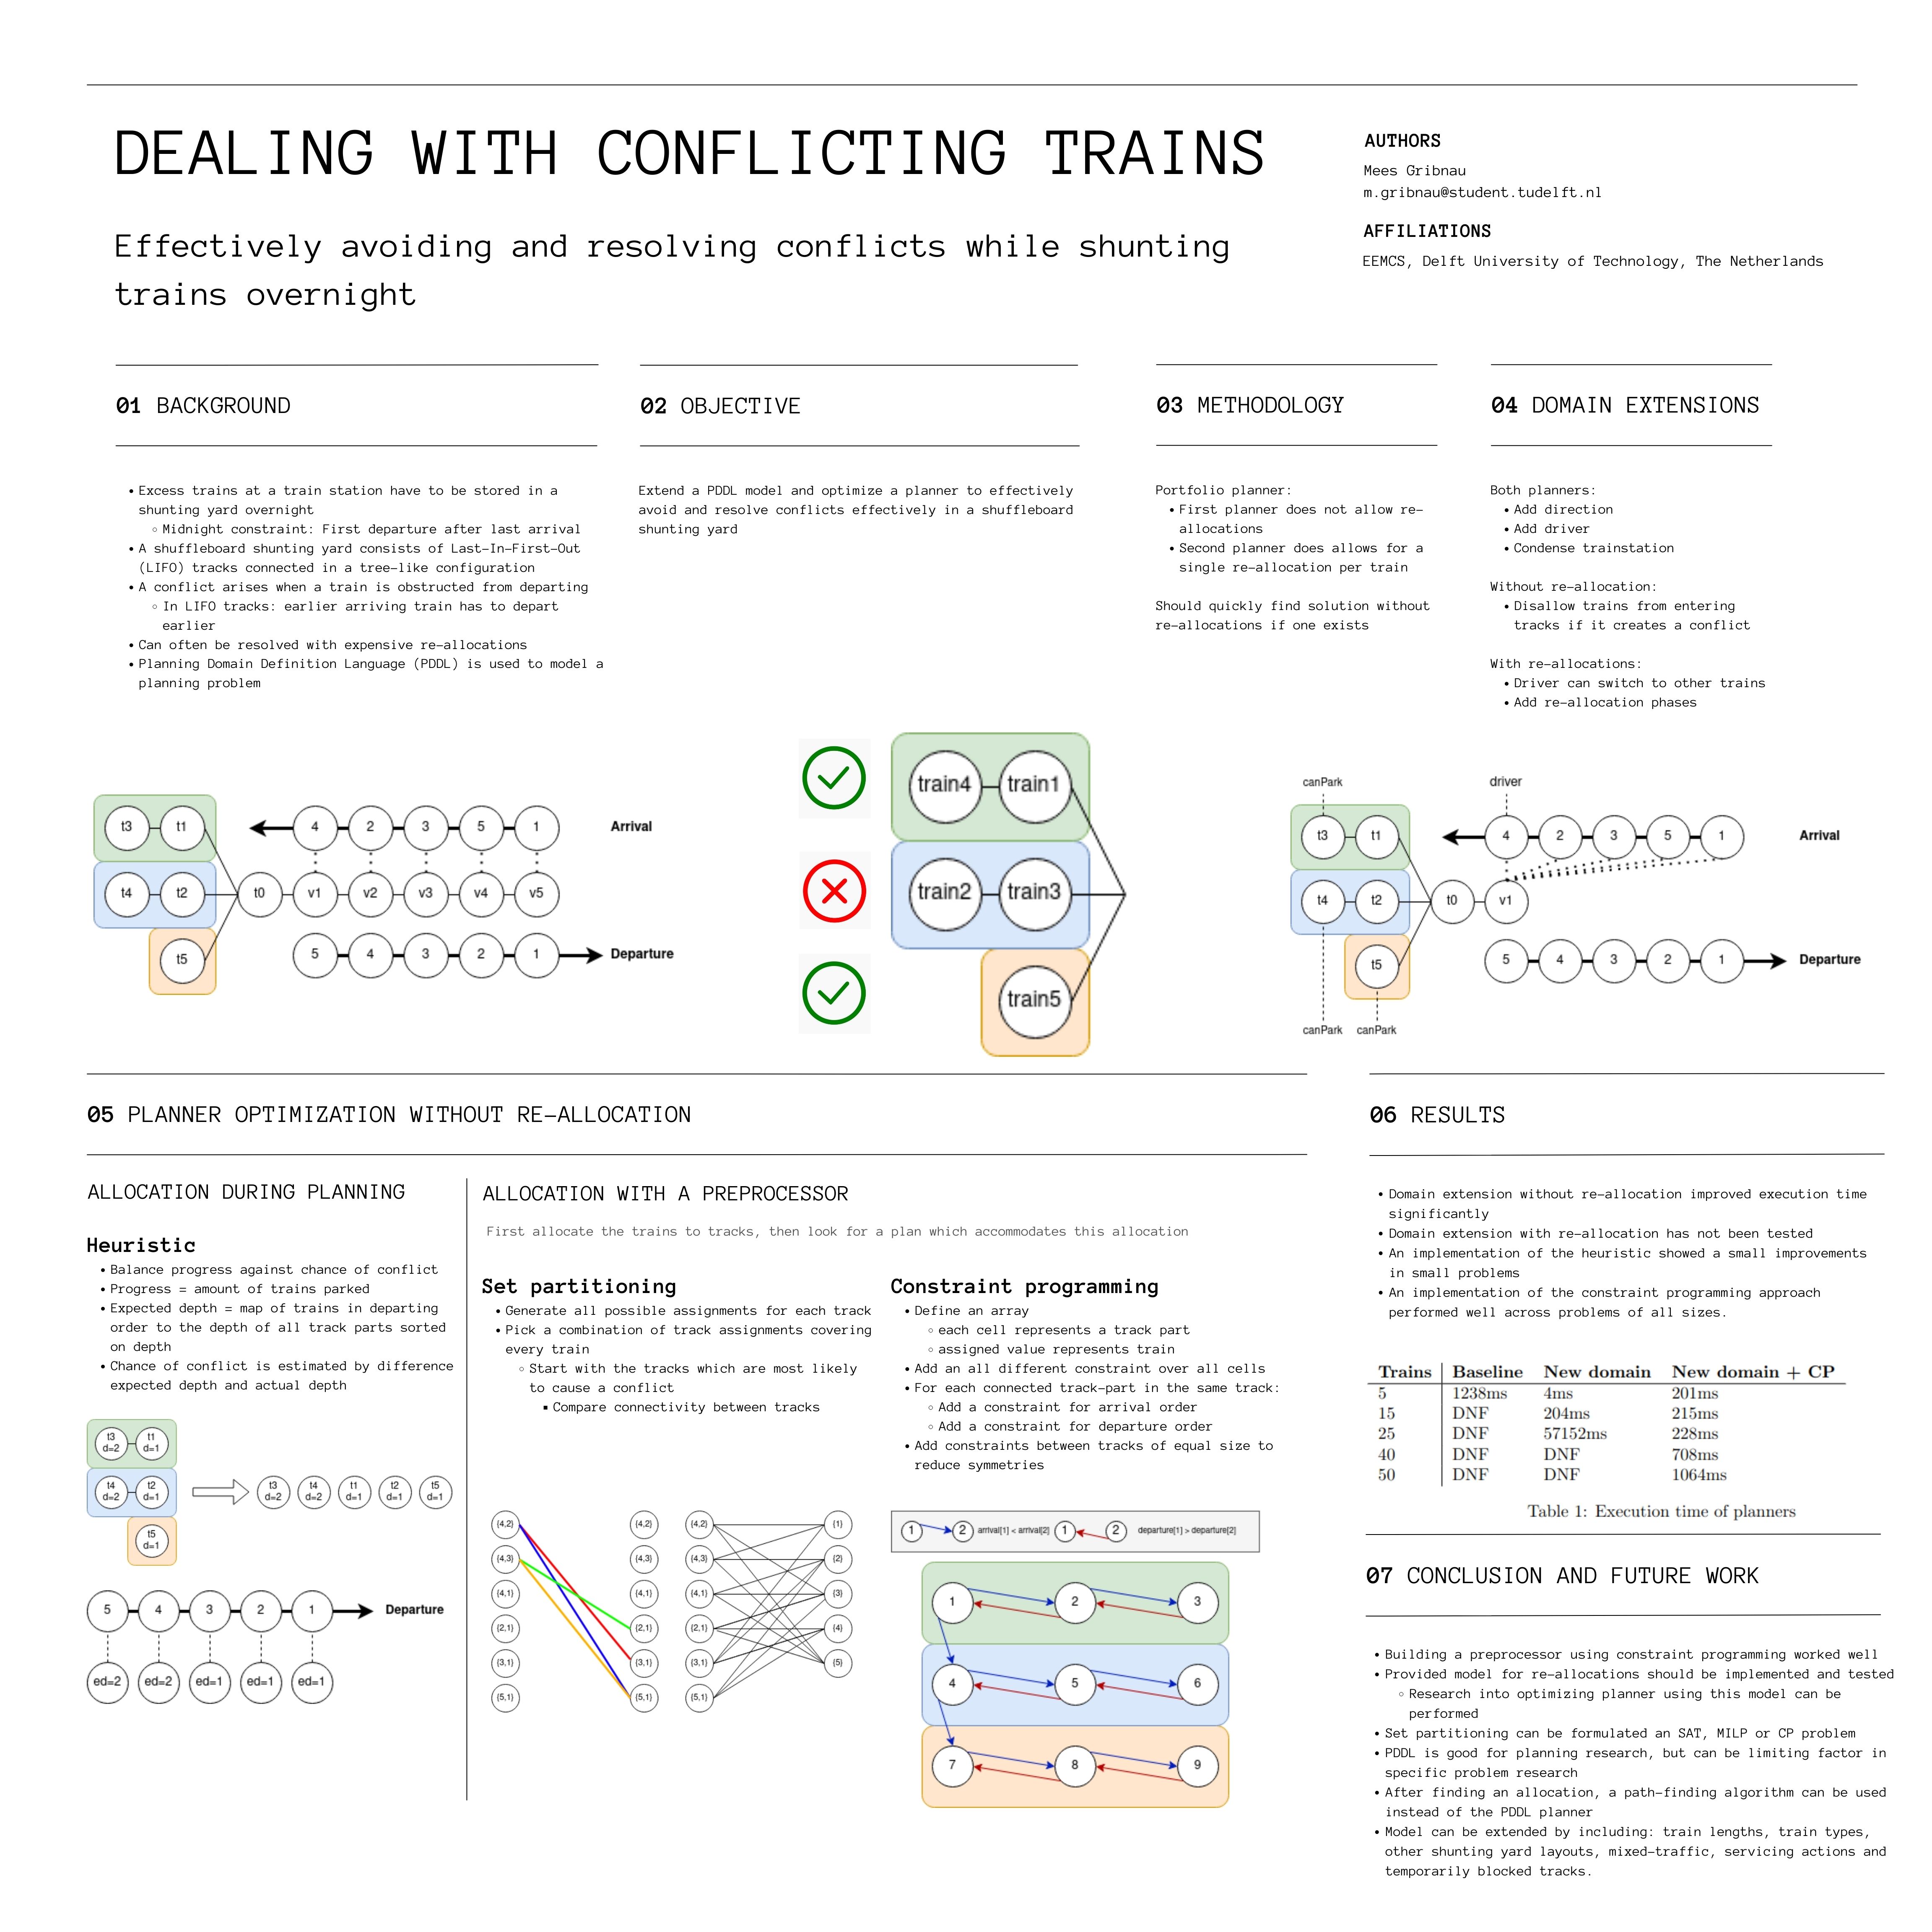 DEALING WITH CONFLICTING TRAINS
Effectively avoiding and resolving conflicts while shunting
trains overnight
AUTHORS
Mees Gribnau
m.gribnau@student.tudelft.nl
AFFILIATIONS
EEMCS, Delft University of Technology, The Netherlands
01 BACKGROUND
• Excess trains at a train station have to be stored in a
shunting yard overnight
◦ Midnight constraint: First departure after last arrival
• A shuffleboard shunting yard consists of Last-In-First-Out
(LIFO) tracks connected in a tree-like configuration
• A conflict arises when a train is obstructed from departing
◦ In LIFO tracks: earlier arriving train has to depart
earlier
• Can often be resolved with expensive re-allocations
• Planning Domain Definition Language (PDDL) is used to model a
planning problem
02 OBJECTIVE
Extend a PDDL model and optimize a planner to effectively
avoid and resolve conflicts effectively in a shuffleboard
shunting yard
03 METHODOLOGY
Portfolio planner:
• First planner does not allow re-
allocations
• Second planner does allows for a
single re-allocation per train
Should quickly find solution without
re-allocations if one exists
04 DOMAIN EXTENSIONS
Both planners:
• Add direction
• Add driver
• Condense trainstation
Without re-allocation:
• Disallow trains from entering
tracks if it creates a conflict
With re-allocations:
• Driver can switch to other trains
• Add re-allocation phases
t3 t1 4 2 3 5 1 Arrival
t4 t2 t0 v1 v2 v3 v4 v5
t5 5 4 3 2 1 Departure
train4 train1
train2 train3
train5
canPark driver
t3 t1 4 2 3 5 1 Arrival
t4 t2 t0 v1
t5 5 4 3 2 1 Departure
canPark canPark
05 PLANNER OPTIMIZATION WITHOUT RE-ALLOCATION
ALLOCATION DURING PLANNING
Heuristic
• Balance progress against chance of conflict
• Progress = amount of trains parked
• Expected depth = map of trains in departing
order to the depth of all track parts sorted
on depth
• Chance of conflict is estimated by difference
expected depth and actual depth
t3 t1
d=2 d=1
t4 t2
d=2 d=1
t5
d=1
t3 t4 t1 t2 t5
d=2 d=2 d=1 d=1 d=1
5 4 3 2 1 Departure
ed=2 ed=2 ed=1 ed=1 ed=1
ALLOCATION WITH A PREPROCESSOR
First allocate the trains to tracks, then look for a plan which accommodates this allocation
Set partitioning
• Generate all possible assignments for each track
• Pick a combination of track assignments covering
every train
◦ Start with the tracks which are most likely
to cause a conflict
▪ Compare connectivity between tracks
{4,2} {4,2} {4,2} {1}
{4,3} {4,3} {4,3} {2}
{4,1} {4,1} {4,1} {3}
{2,1} {2,1} {2,1} {4}
{3,1} {3,1} {3,1} {5}
{5,1} {5,1} {5,1}
Constraint programming
• Define an array
◦ each cell represents a track part
◦ assigned value represents train
• Add an all different constraint over all cells
• For each connected track-part in the same track:
◦ Add a constraint for arrival order
◦ Add a constraint for departure order
• Add constraints between tracks of equal size to
reduce symmetries
1 2 arrival[1] < arrival[2] 1 2 departure[1] > departure[2]
1 2 3
4 5 6
7 8 9
06 RESULTS
• Domain extension without re-allocation improved execution time
significantly
• Domain extension with re-allocation has not been tested
• An implementation of the heuristic showed a small improvements
in small problems
• An implementation of the constraint programming approach
performed well across problems of all sizes.
Trains Baseline New domain New domain + CP
5 1238ms 4ms 201ms
15 DNF 204ms 215ms
25 DNF 57152ms 228ms
40 DNF DNF 708ms
50 DNF DNF 1064ms
Table 1: Execution time of planners
07 CONCLUSION AND FUTURE WORK
• Building a preprocessor using constraint programming worked well
• Provided model for re-allocations should be implemented and tested
◦ Research into optimizing planner using this model can be
performed
• Set partitioning can be formulated an SAT, MILP or CP problem
• PDDL is good for planning research, but can be limiting factor in
specific problem research
• After finding an allocation, a path-finding algorithm can be used
instead of the PDDL planner
• Model can be extended by including: train lengths, train types,
other shunting yard layouts, mixed-traffic, servicing actions and
temporarily blocked tracks.